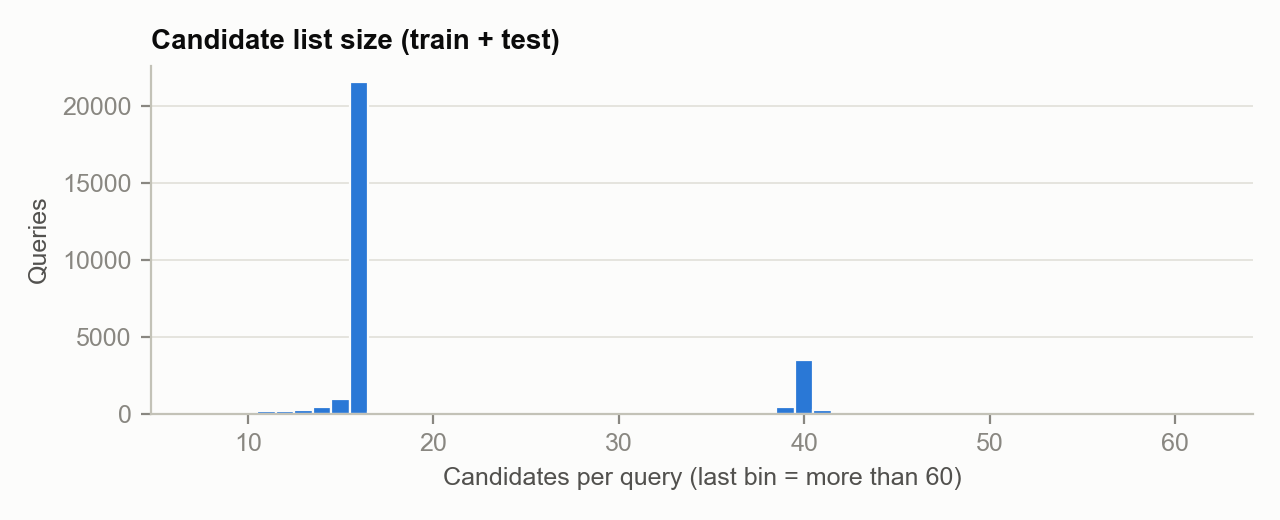 Candidate list size (train + test)
20000
15000
10000
5000
0
Queries
10 20 30 40 50 60
Candidates per query (last bin = more than 60)